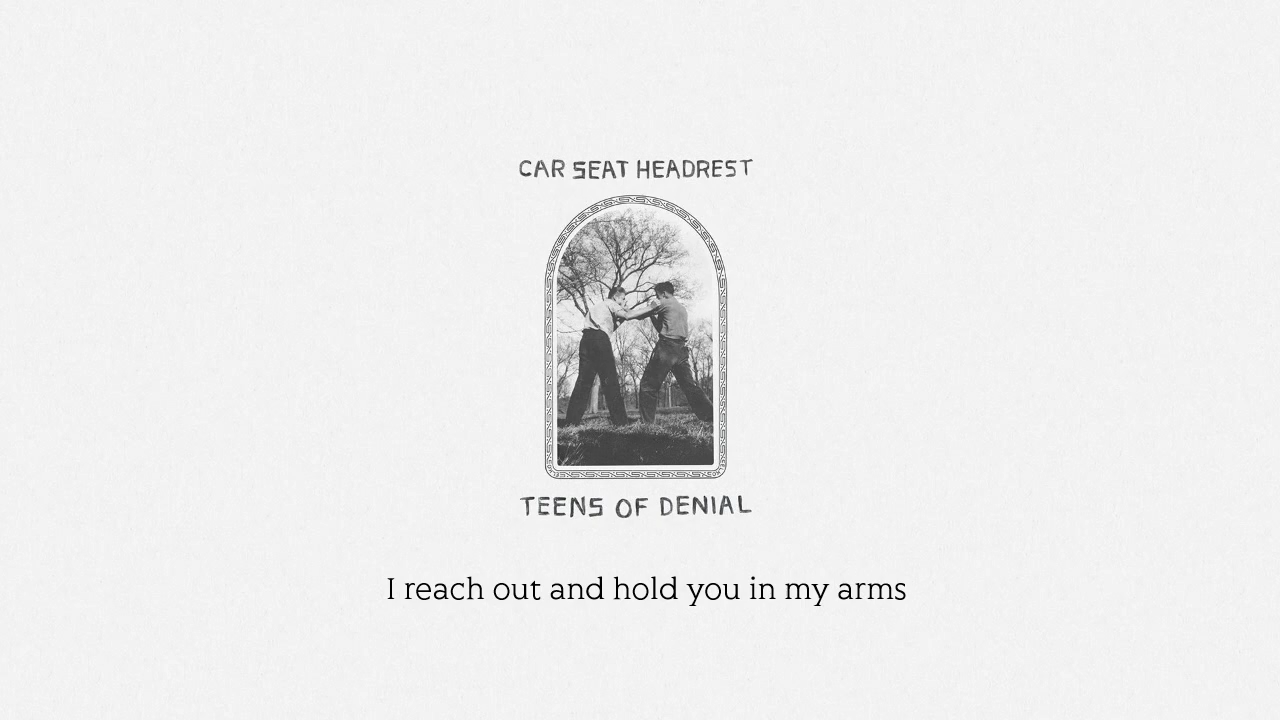 CAR SEAT HEADREST
TEENS OF DENIAL
I reach out and hold you in my arms